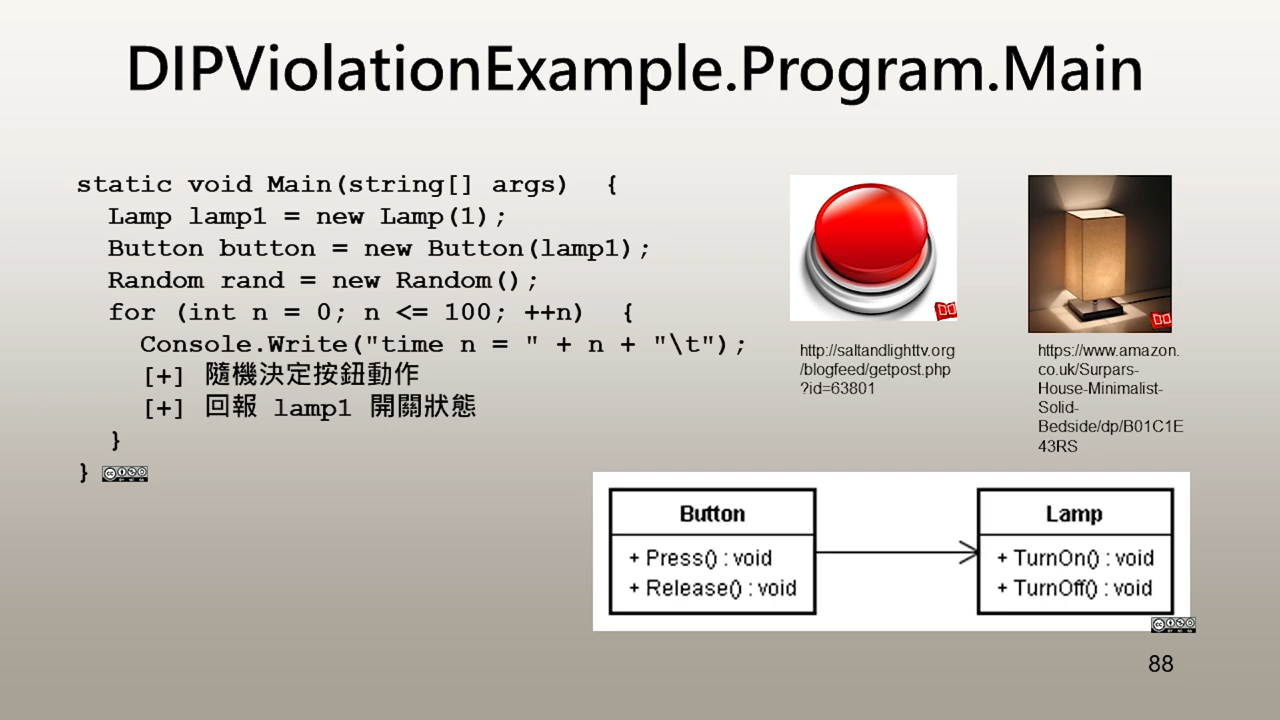 DIPViolationExample.Program.Main
static void Main(string[] args)  {
Lamp lamp1 = new Lamp(1);
Button button = new Button(lamp1);
Random rand = new Random();
for (int n = 0; n <= 100; ++n)  {
Console.Write("time n = " + n + "\t");
[+] 隨機決定按鈕動作
[+] 回報 lamp1 開關狀態
}
}
http://saltandlighttv.org
/blogfeed/getpost.php
?id=63801
https://www.amazon.
co.uk/Surpars-
House-Minimalist-
Solid-
Bedside/dp/B01C1E
43RS
Button
+ Press() : void
+ Release() : void
Lamp
+ TurnOn() : void
+ TurnOff() : void
88